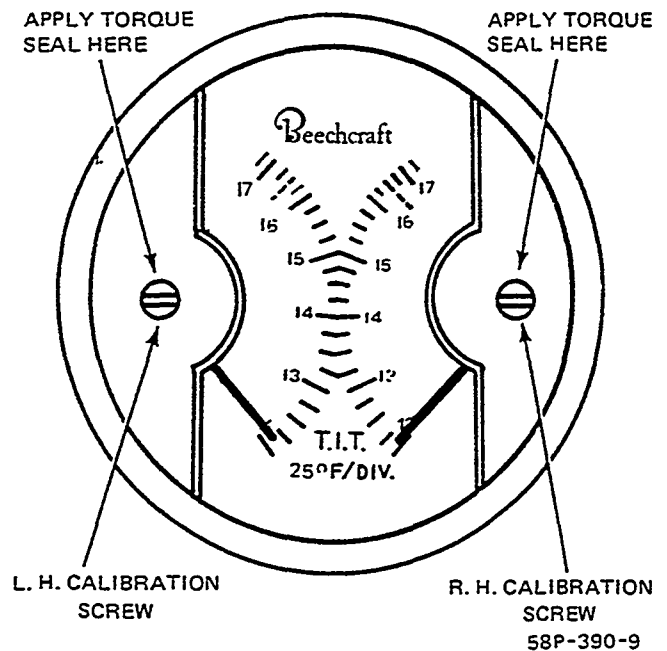 APPLY TORQUE
SEAL HERE
APPLY TORQUE
SEAL HERE
Beechcraft
17
17
16
16
15
15
14
14
13
T.I.T.
25°F/DIV.
L. H. CALIBRATION
SCREW
R. H. CALIBRATION
SCREW
58P-390-9